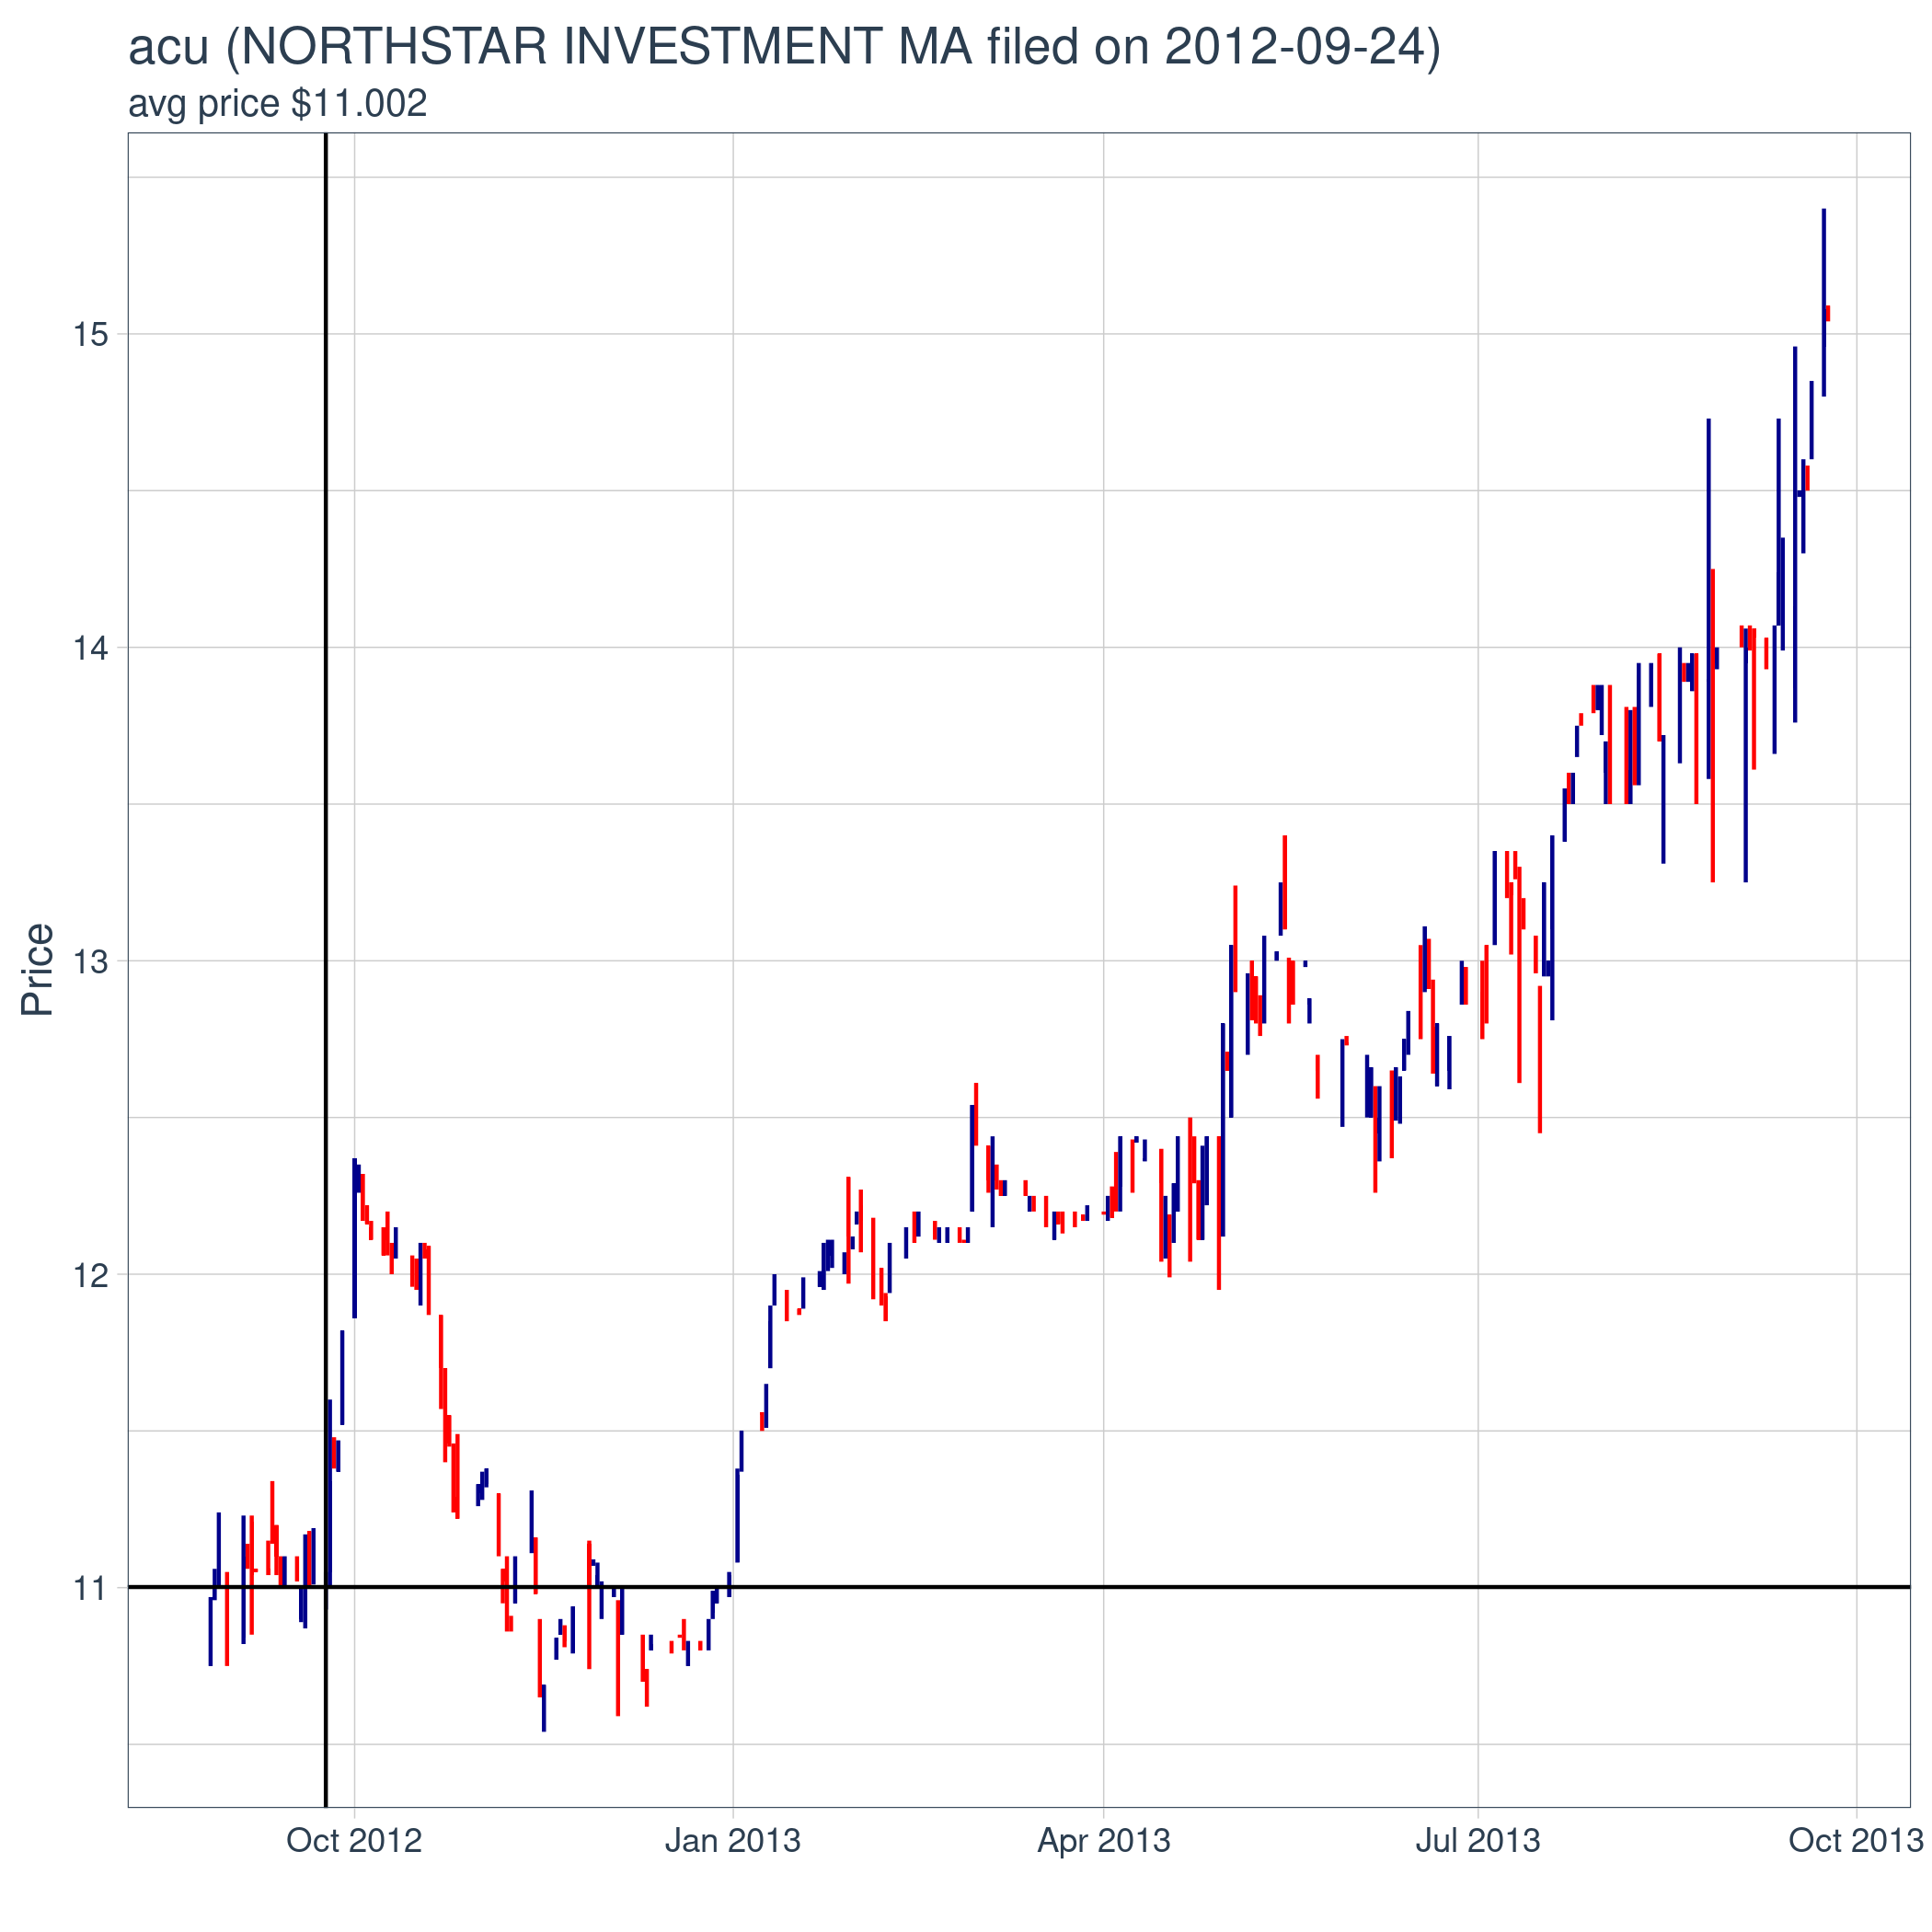 acu (NORTHSTAR INVESTMENT MA filed on 2012-09-24)
avg price $11.002
15
14
13
12
11
Price
Oct 2012
Jan 2013
Apr 2013
Jul 2013
Oct 2013